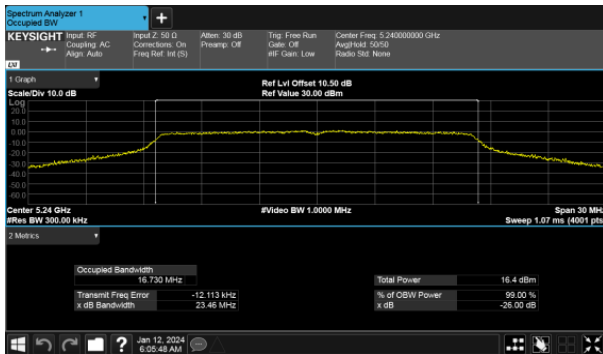 Spectrum Analyzer 1
Occupied BW
KEYSIGHT
Input: RF
Coupling: AC
Align: Auto
Input Z: 50 Ω
Corrections: On
Freq Ref: Int (S)
Atten: 30 dB
Preamp: Off
Trig: Free Run
Gate: Off
#IF Gain: Low
Center Freq: 5.240000000 GHz
Avg|Hold: 50/50
Radio Std: None
LXI
1 Graph
Scale/Div 10.0 dB
Ref Lvl Offset 10.50 dB
Ref Value 30.00 dBm
Log
20.0
10.0
0.00
-10.0
-20.0
-30.0
-40.0
-50.0
-60.0
Center 5.24 GHz
#Res BW 300.00 kHz
#Video BW 1.0000 MHz
Span 30 MHz
Sweep 1.07 ms (4001 pts)
2 Metrics
Occupied Bandwidth
16.730 MHz
Transmit Freq Error -12.113 kHz
x dB Bandwidth 23.46 MHz
Total Power 16.4 dBm
% of OBW Power 99.00 %
x dB -26.00 dB
?
Jan 12, 2024
6:05:48 AM